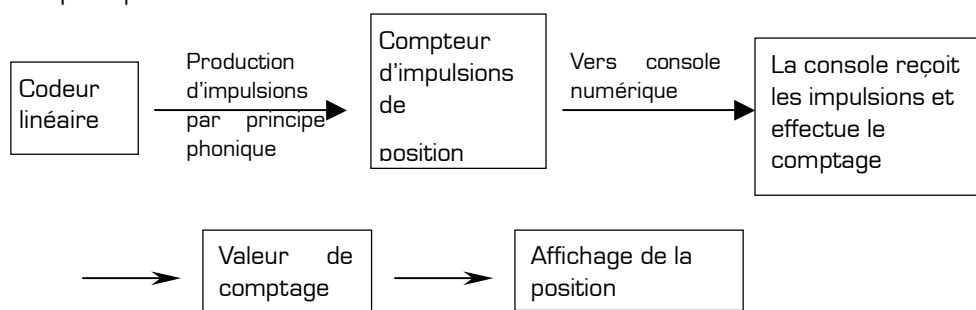 Codeur
linéaire
Production
d'impulsions
par principe
phonique
Compteur
d'impulsions
de
position
Vers console
numérique
La console reçoit
les impulsions et
effectue le
comptage
Valeur de
comptage
Affichage de la
position